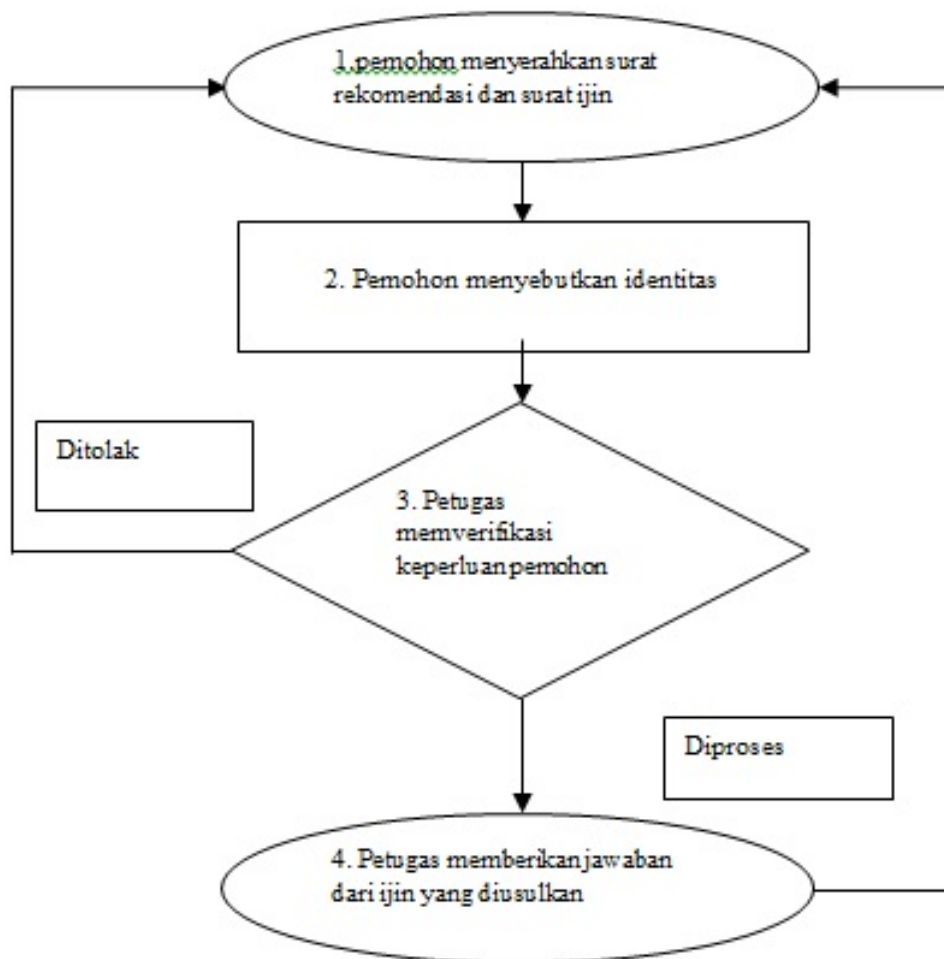 1.pemohon menyerahkan surat
rekomendasi dan surat ijin
2. Pemohon menyebutkan identitas
Ditolak
3. Petugas
memverifikasi
keperluan pemohon
Diproses
4. Petugas memberikan jawaban
dari ijin yang diusulkan